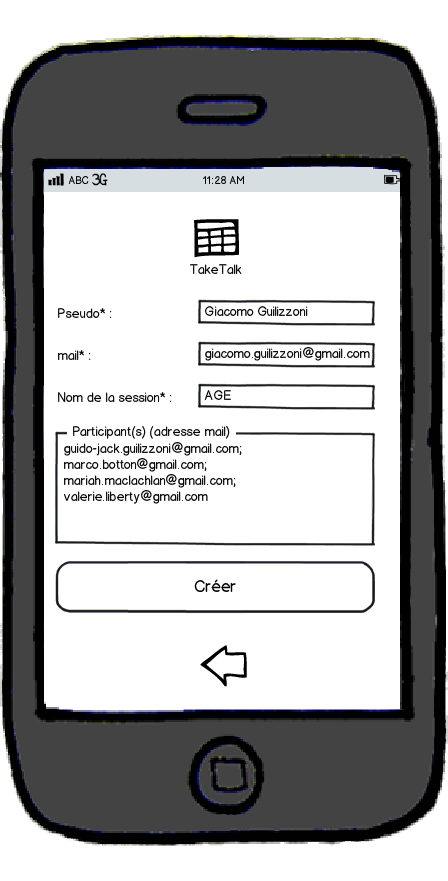 ABC 3G 11:28 AM
TakeTalk
Pseudo* : Giacomo Guilizzoni
mail* : giacomo.guilizzoni@gmail.com
Nom de la session* : AGE
Participant(s) (adresse mail)
guido-jack.guilizzoni@gmail.com;
marco.botton@gmail.com;
mariah.maclachlan@gmail.com;
valerie.liberty@gmail.com
Créer